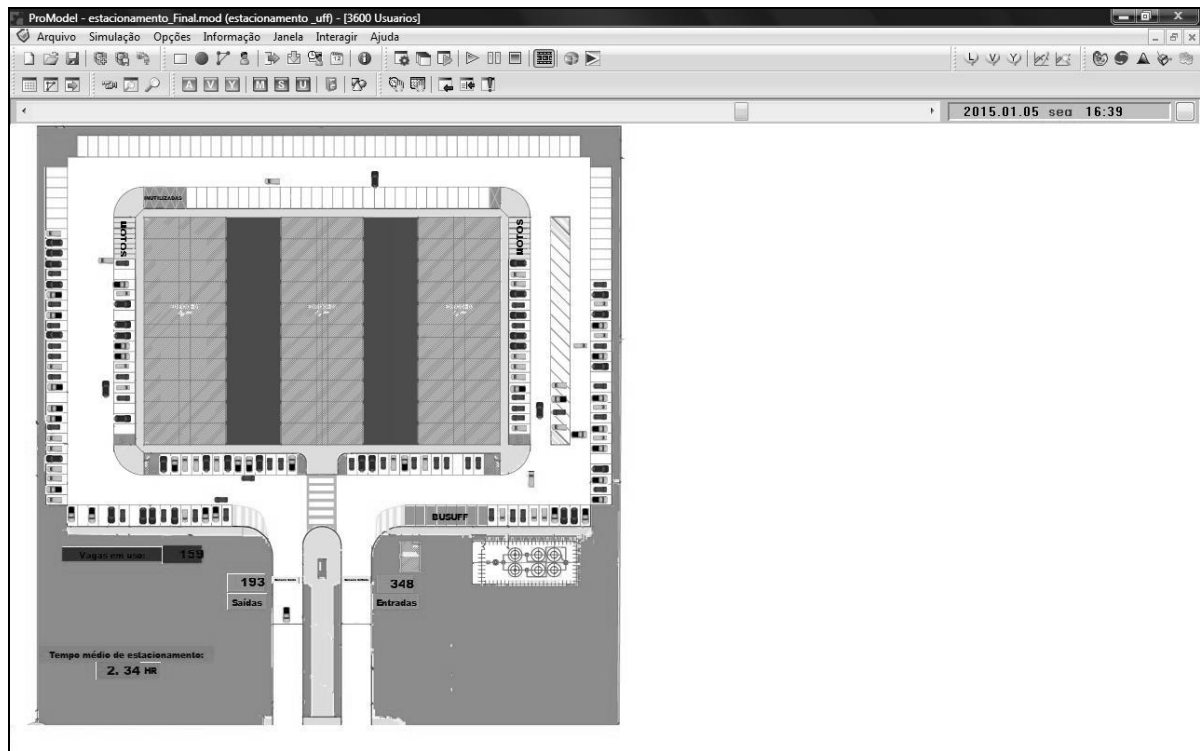 ProModel - estacionamento_Final.mod (estacionamento _uff) - [3600 Usuarios]
Arquivo Simulação Opções Informação Janela Interagir Ajuda
2015.01.05 seg 16:39
INUTILIZADAS
MOTOS
MOTOS
BUSUFF
Vagas em uso: 159
193
348
Saídas
Entradas
Tempo médio de estacionamento:
2.34 HR